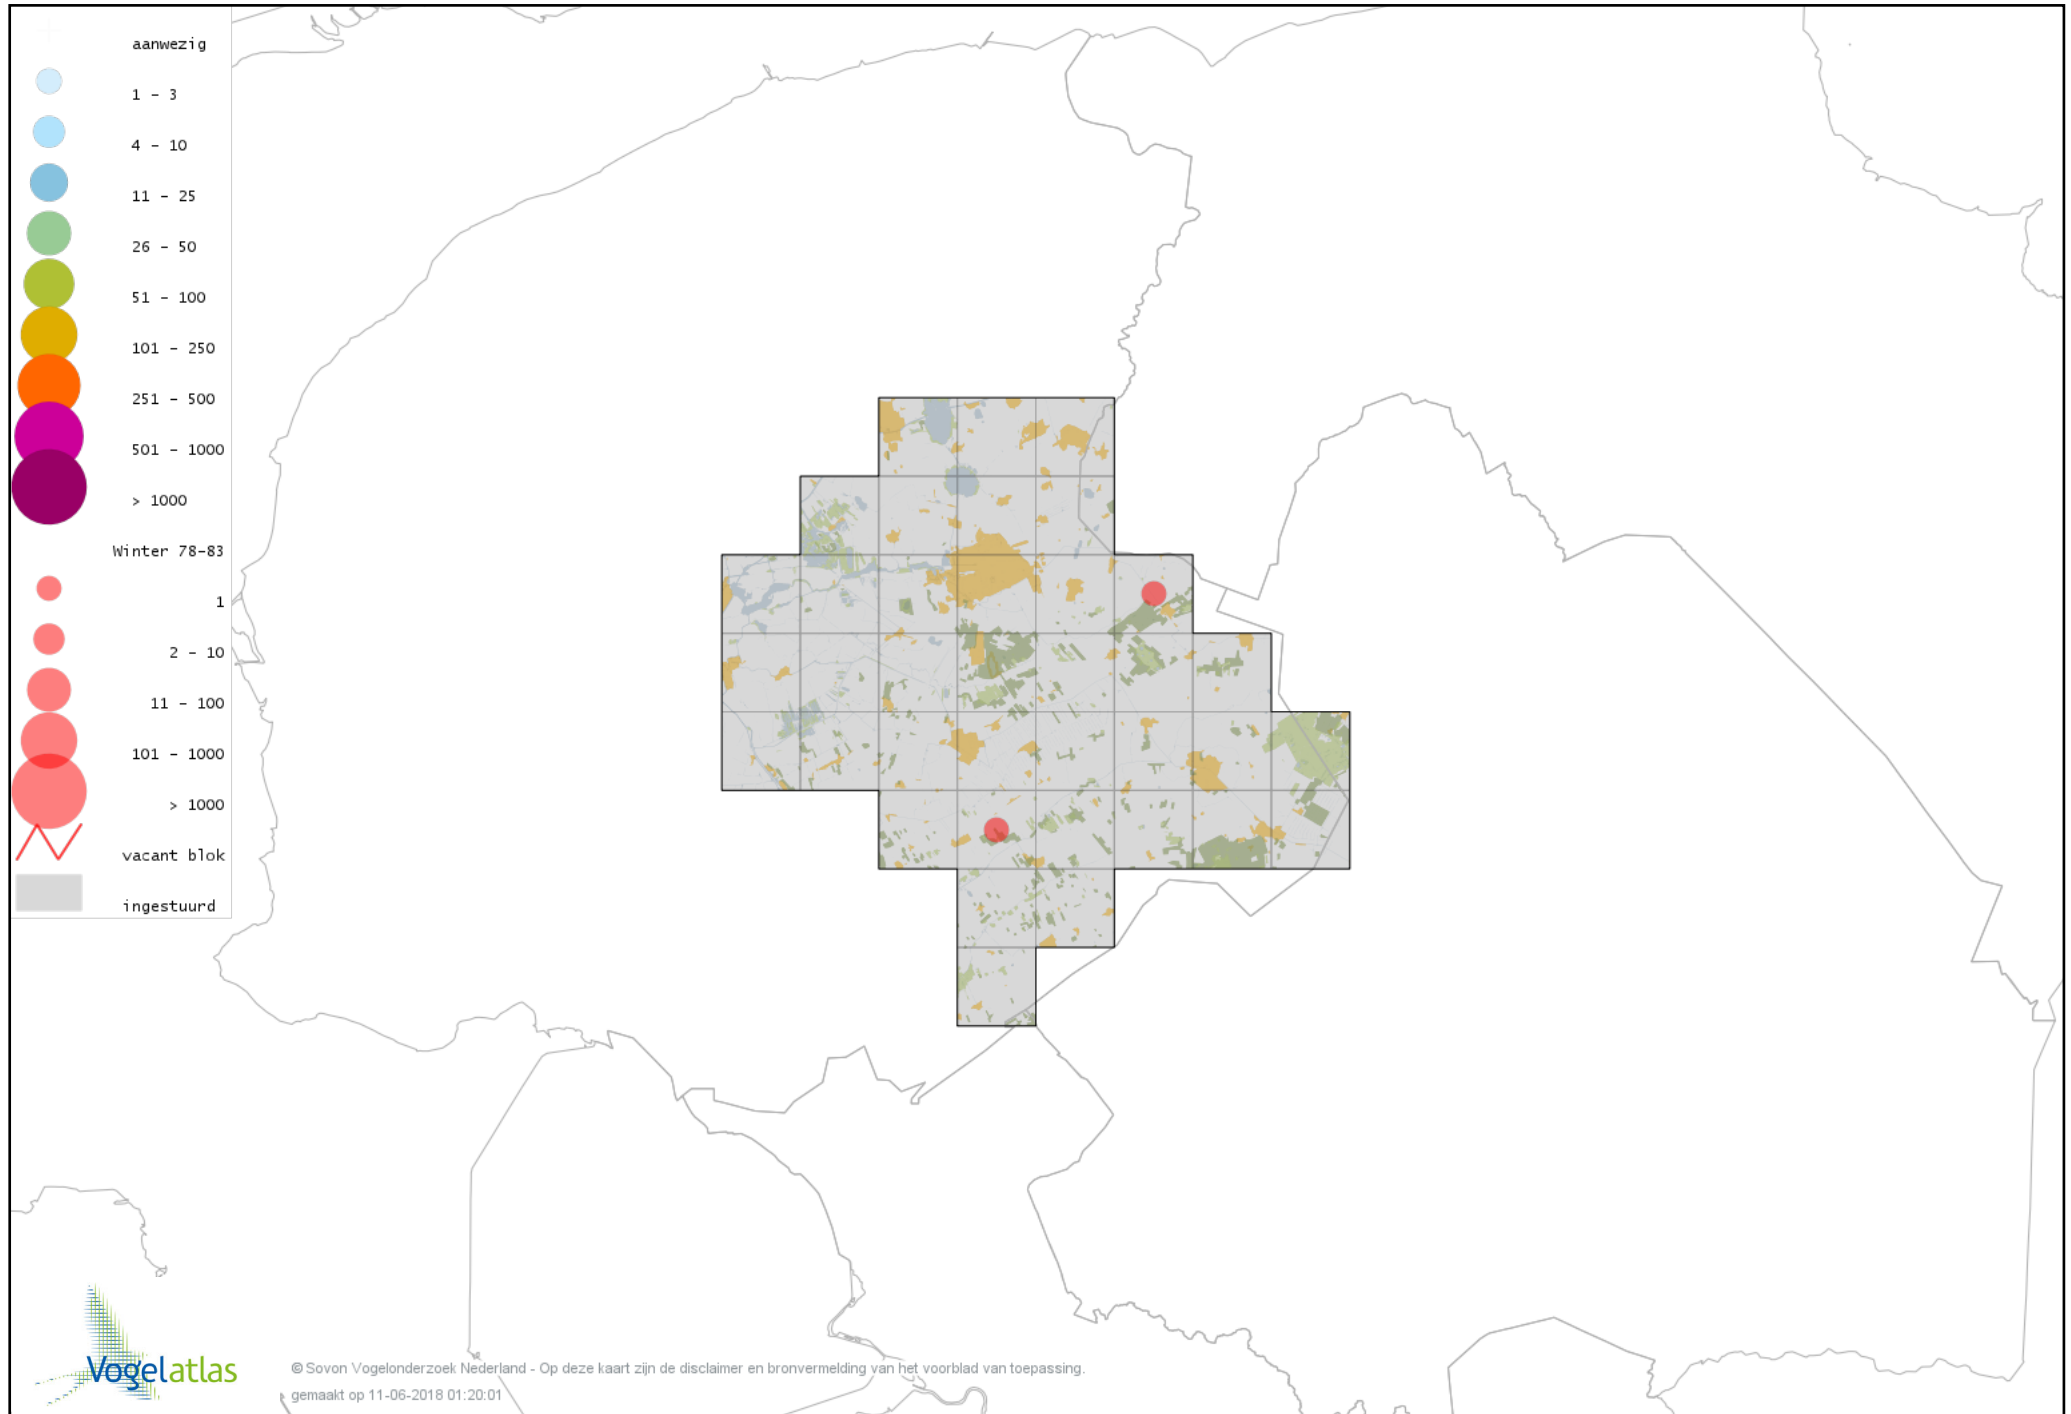 aanwezig
1 - 3
4 - 10
11 - 25
26 - 50
51 - 100
101 - 250
251 - 500
501 - 1000
> 1000
Winter 78-83
1
2 - 10
11 - 100
101 - 1000
> 1000
vacant blok
ingestuurd
Vogelatlas
© Sovon Vogelonderzoek Nederland - Op deze kaart zijn de disclaimer en bronvermelding van het voorblad van toepassing.
gemaakt op 11-06-2018 01:20:01